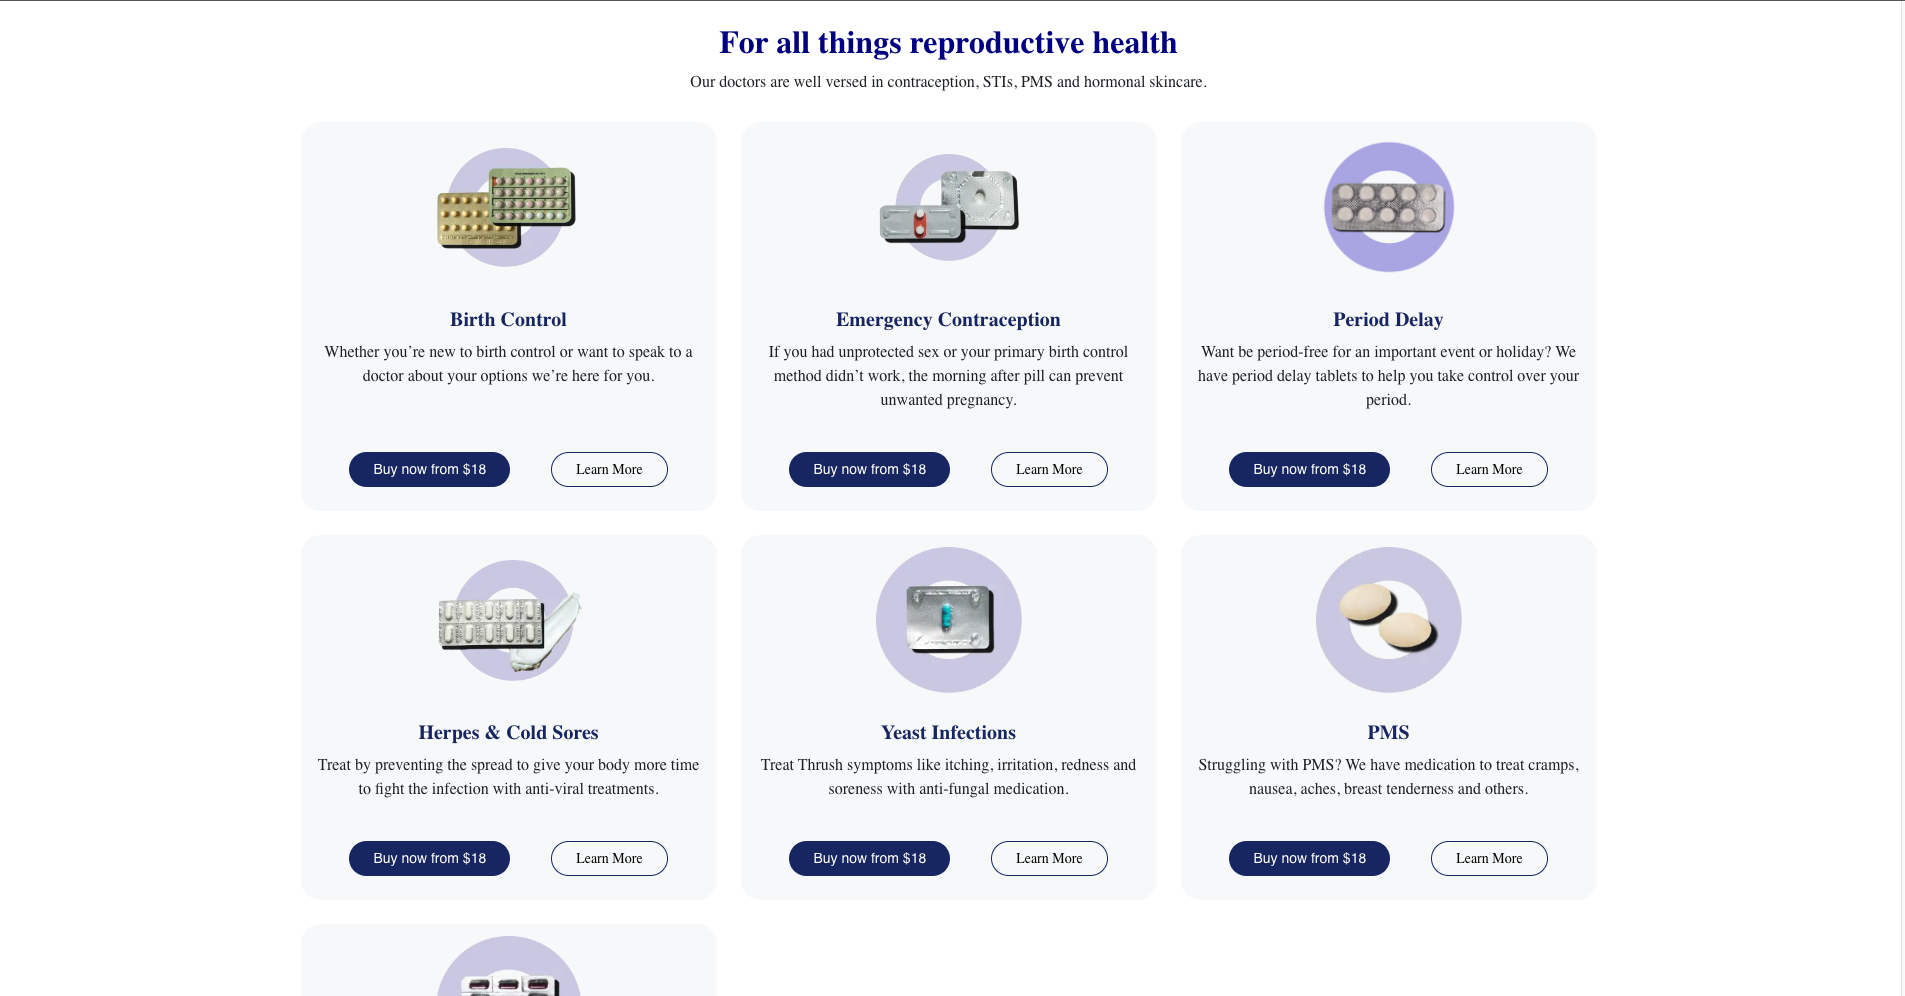 For all things reproductive health
Our doctors are well versed in contraception, STIs, PMS and hormonal skincare.
Birth Control
Whether you’re new to birth control or want to speak to a
doctor about your options we’re here for you.
Buy now from $18
Learn More
Emergency Contraception
If you had unprotected sex or your primary birth control
method didn’t work, the morning after pill can prevent
unwanted pregnancy.
Buy now from $18
Learn More
Period Delay
Want be period-free for an important event or holiday? We
have period delay tablets to help you take control over your
period.
Buy now from $18
Learn More
Herpes & Cold Sores
Treat by preventing the spread to give your body more time
to fight the infection with anti-viral treatments.
Buy now from $18
Learn More
Yeast Infections
Treat Thrush symptoms like itching, irritation, redness and
soreness with anti-fungal medication.
Buy now from $18
Learn More
PMS
Struggling with PMS? We have medication to treat cramps,
nausea, aches, breast tenderness and others.
Buy now from $18
Learn More